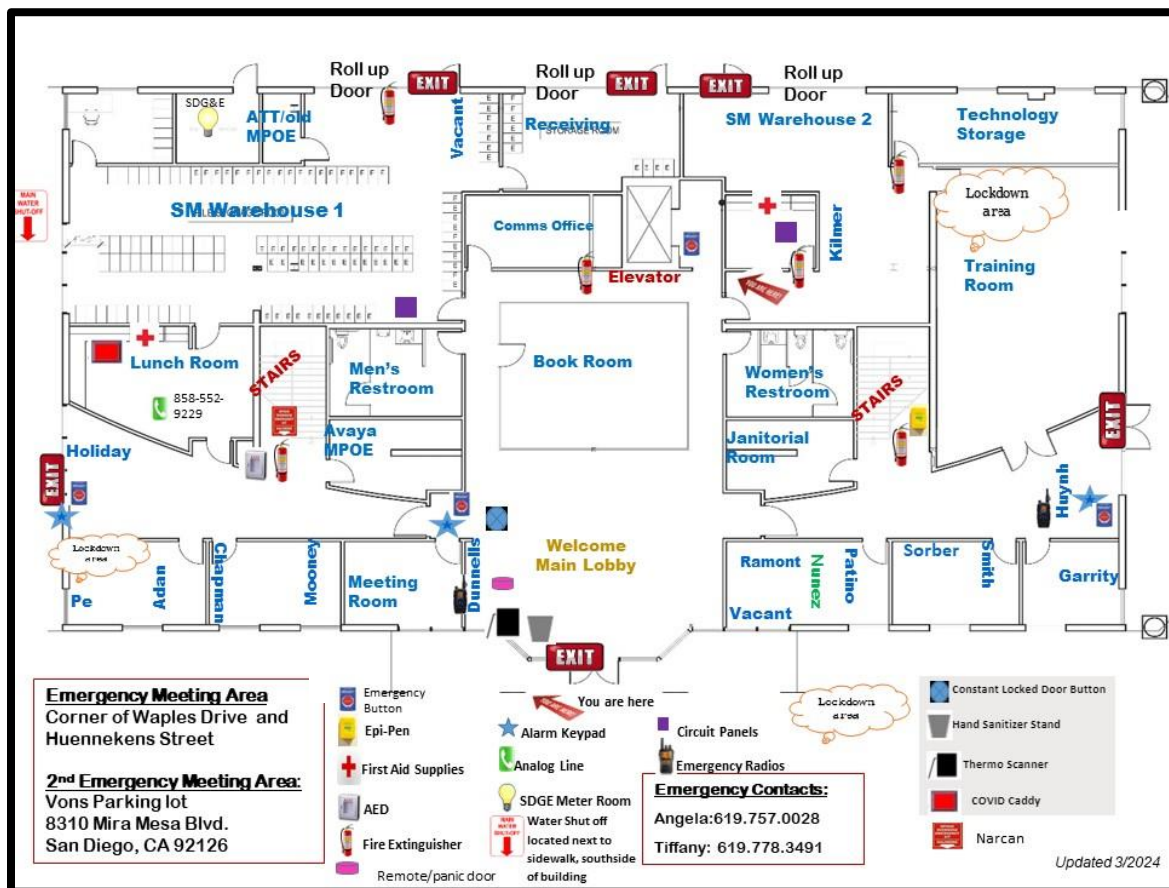 Roll up
Door
EXIT
Roll up
Door
EXIT
EXIT
Roll up
Door
SDG&E
ATT/old
MPOE
Vacant
Receiving
STORAGE ROOM
SM Warehouse 2
Technology
Storage
MAIN
WATER
SHUT-OFF
SM Warehouse 1
Comms Office
Kilmer
Lockdown
area
Training
Room
Elevator
YOU ARE HERE!
Lunch Room
858-552-
9229
STAIRS
Men's
Restroom
Book Room
Women's
Restroom
STAIRS
Avaya
MPOE
Janitorial
Room
EXIT
Holiday
EXIT
Huynh
Lockdown
area
Pe
Adan
Chapman
Mooney
Meeting
Room
Dunnells
Welcome
Main Lobby
Ramont
Nunez
Patino
Vacant
Sorber
Smith
Garrity
EXIT
Emergency Meeting Area
Corner of Waples Drive and
Huennekens Street
2nd Emergency Meeting Area:
Vons Parking lot
8310 Mira Mesa Blvd.
San Diego, CA 92126
Emergency
Button
Epi-Pen
First Aid Supplies
AED
Fire Extinguisher
Remote/panic door
YOU ARE HERE!
You are here
Alarm Keypad
Analog Line
SDGE Meter Room
MAIN
WATER
SHUT-OFF
Water Shut off
located next to
sidewalk, southside
of building
Circuit Panels
Emergency Radios
Emergency Contacts:
Angela:619.757.0028
Tiffany: 619.778.3491
Lockdown
area
Constant Locked Door Button
Hand Sanitizer Stand
Thermo Scanner
COVID Caddy
Narcan
Updated 3/2024